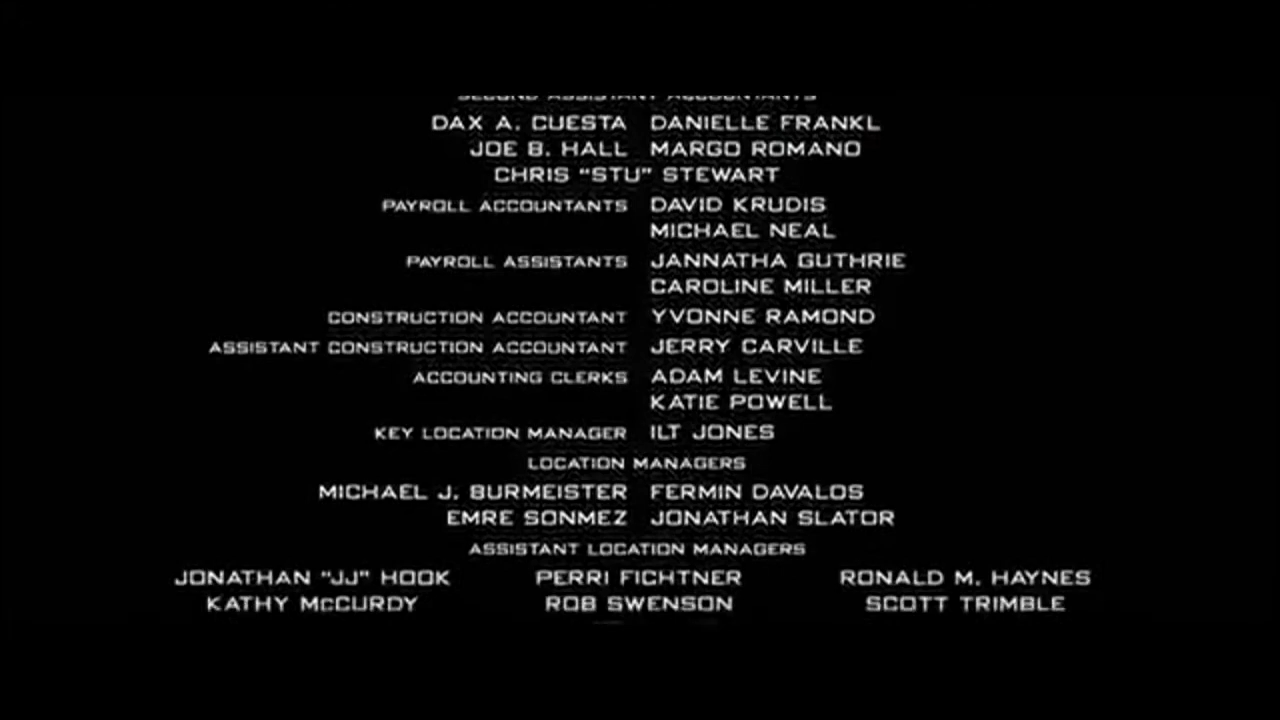 SECOND ASSISTANT ACCOUNTANTS
DAX A. CUESTA DANIELLE FRANKL
JOE B. HALL MARGO ROMANO
CHRIS "STU" STEWART
PAYROLL ACCOUNTANTS DAVID KRUDIS
MICHAEL NEAL
PAYROLL ASSISTANTS JANNATHA GUTHRIE
CAROLINE MILLER
CONSTRUCTION ACCOUNTANT YVONNE RAMOND
ASSISTANT CONSTRUCTION ACCOUNTANT JERRY CARVILLE
ACCOUNTING CLERKS ADAM LEVINE
KATIE POWELL
KEY LOCATION MANAGER ILT JONES
LOCATION MANAGERS
MICHAEL J. BURMEISTER FERMIN DAVALOS
EMRE SONMEZ JONATHAN SLATOR
ASSISTANT LOCATION MANAGERS
JONATHAN "JJ" HOOK PERRI FICHTNER RONALD M. HAYNES
KATHY McCURDY ROB SWENSON SCOTT TRIMBLE